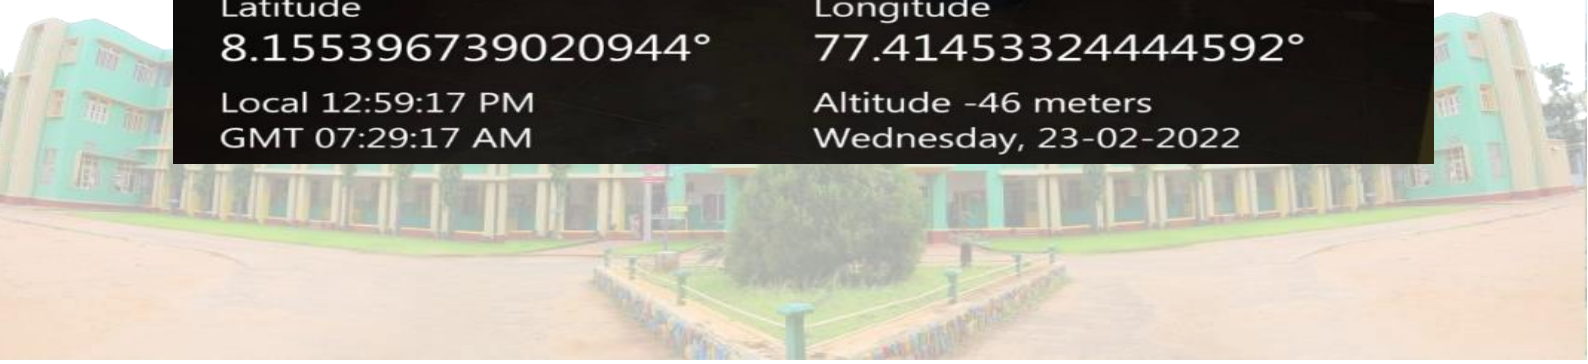 Latitude
8.155396739020944°
Local 12:59:17 PM
GMT 07:29:17 AM
Longitude
77.41453324444592°
Altitude -46 meters
Wednesday, 23-02-2022